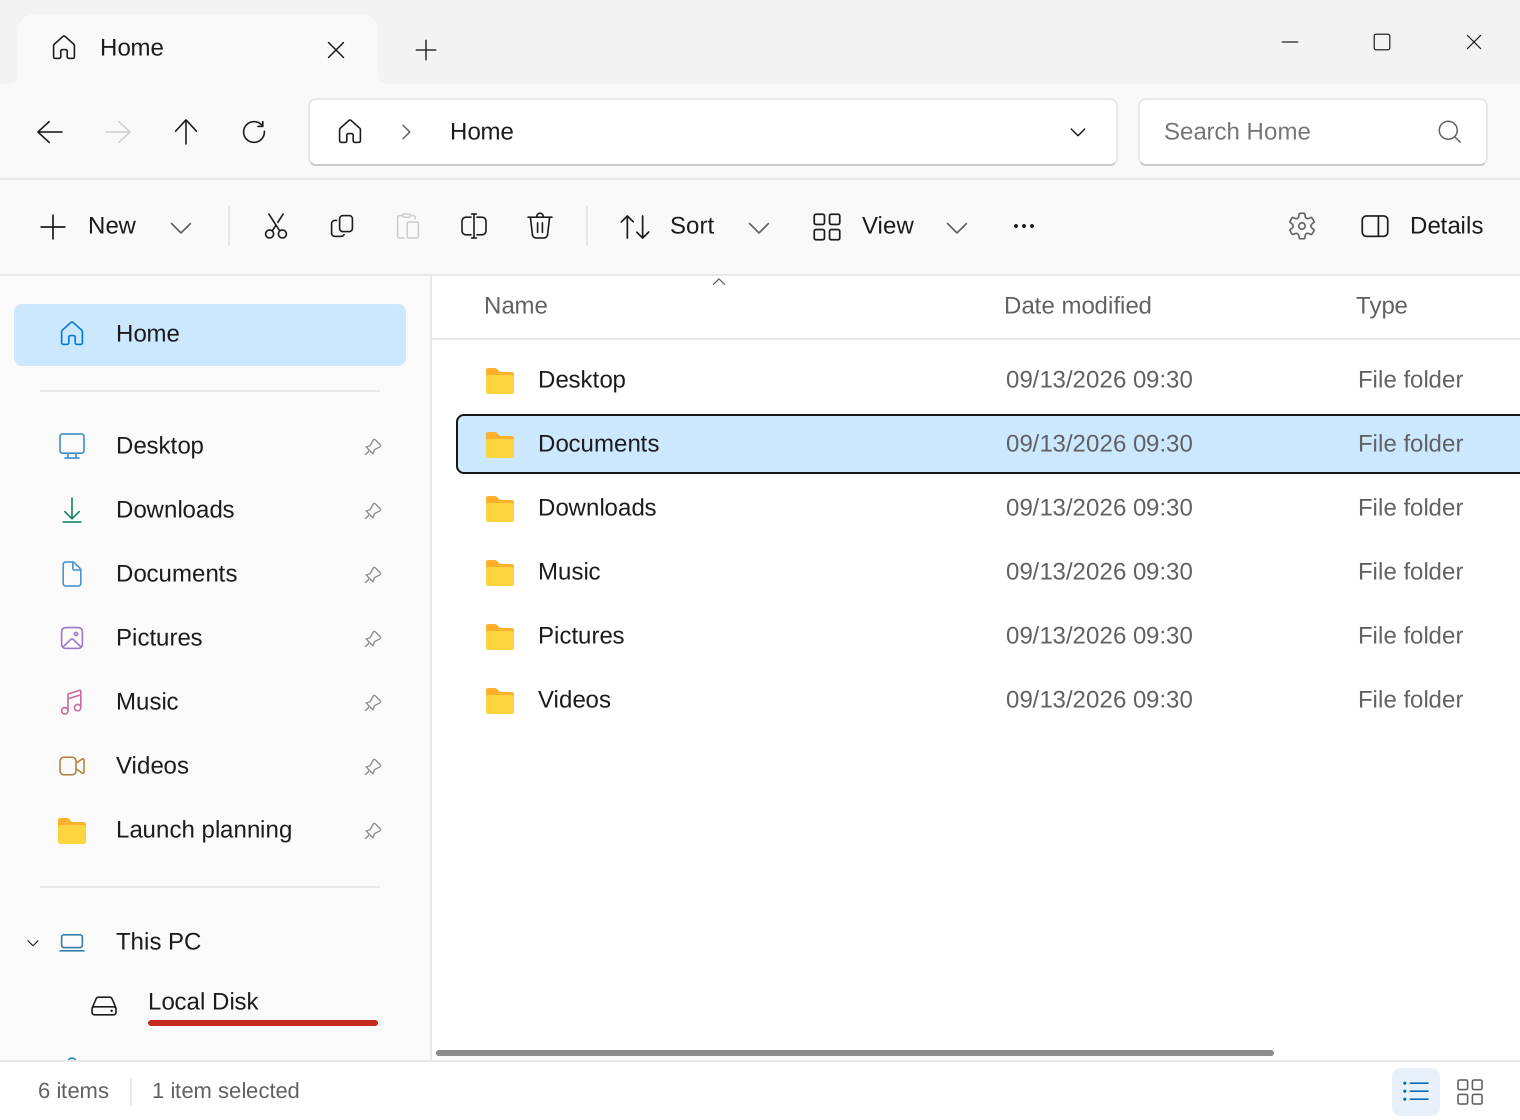 Home
Home
Search Home
New
Sort
View
Details
Name Date modified Type
Home
Desktop
Downloads
Documents
Pictures
Music
Videos
Launch planning
This PC
Local Disk
Desktop 09/13/2026 09:30 File folder
Documents 09/13/2026 09:30 File folder
Downloads 09/13/2026 09:30 File folder
Music 09/13/2026 09:30 File folder
Pictures 09/13/2026 09:30 File folder
Videos 09/13/2026 09:30 File folder
6 items
1 item selected